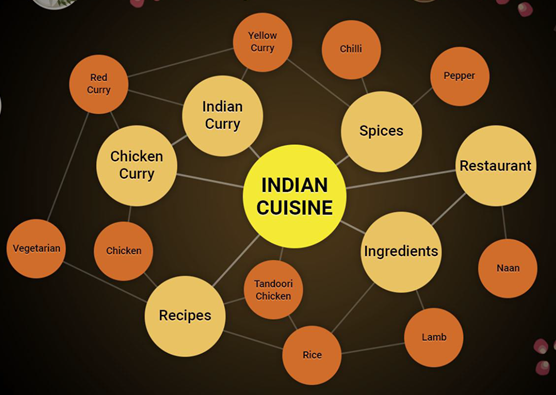 Yellow
Curry
Chilli
Red
Curry
Pepper
Indian
Curry
Spices
Chicken
Curry
Restaurant
INDIAN
CUISINE
Vegetarian
Chicken
Ingredients
Naan
Tandoori
Chicken
Recipes
Lamb
Rice